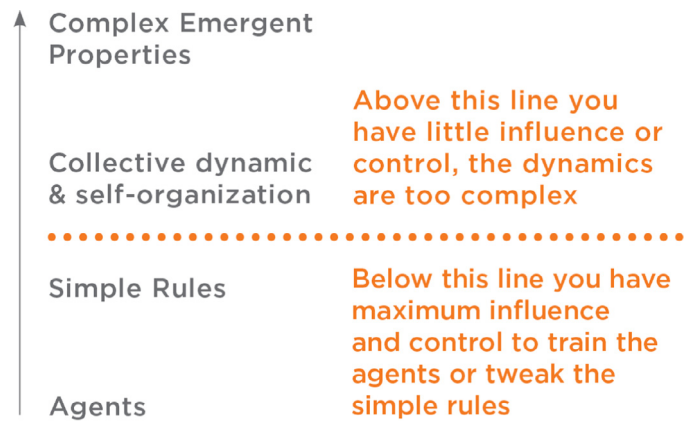 Complex Emergent
Properties
Above this line you
have little influence or
control, the dynamics
are too complex
Collective dynamic
& self-organization
Simple Rules
Below this line you have
maximum influence
and control to train the
agents or tweak the
simple rules
Agents